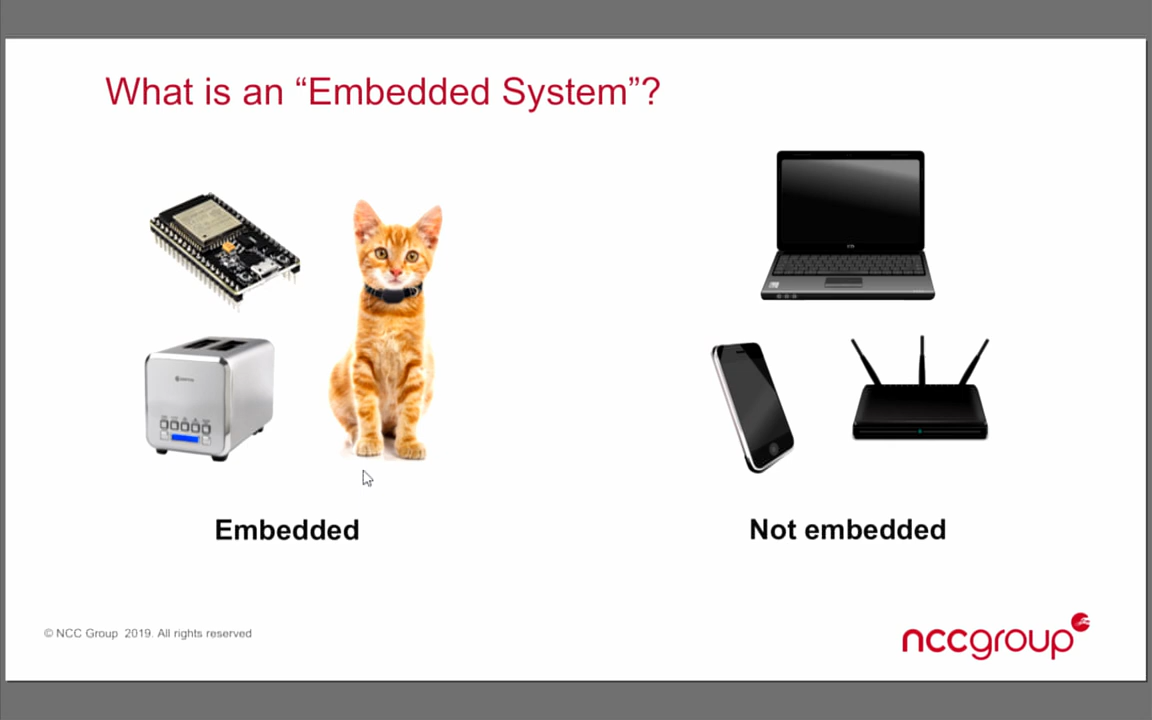 What is an “Embedded System”?
Embedded
Not embedded
© NCC Group 2019. All rights reserved
nccgroup